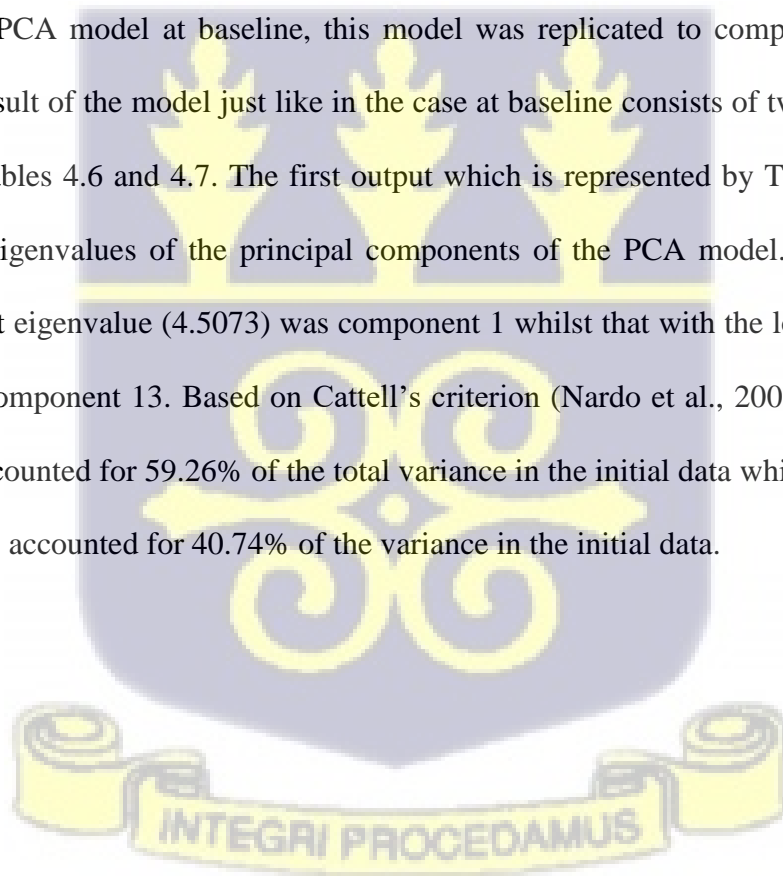 PCA model at baseline, this model was replicated to comp
sult of the model just like in the case at baseline consists of tw
bles 4.6 and 4.7. The first output which is represented by T
igenvalues of the principal components of the PCA model.
t eigenvalue (4.5073) was component 1 whilst that with the lo
omponent 13. Based on Cattell’s criterion (Nardo et al., 200
counted for 59.26% of the total variance in the initial data whi
accounted for 40.74% of the variance in the initial data.
INTEGRI PROCEDAMUS